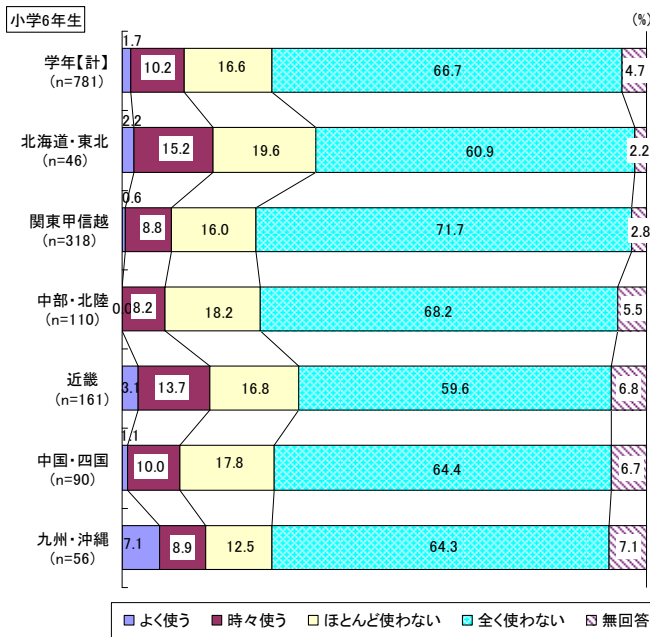 小学6年生
(%)
学年【計】
(n=781)
1.7
10.2
16.6
66.7
4.7
北海道・東北
(n=46)
2.2
15.2
19.6
60.9
2.2
関東甲信越
(n=318)
0.6
8.8
16.0
71.7
2.8
中部・北陸
(n=110)
0.0
8.2
18.2
68.2
5.5
近畿
(n=161)
3.1
13.7
16.8
59.6
6.8
中国・四国
(n=90)
1.1
10.0
17.8
64.4
6.7
九州・沖縄
(n=56)
7.1
8.9
12.5
64.3
7.1
よく使う 時々使う ほとんど使わない 全く使わない 無回答